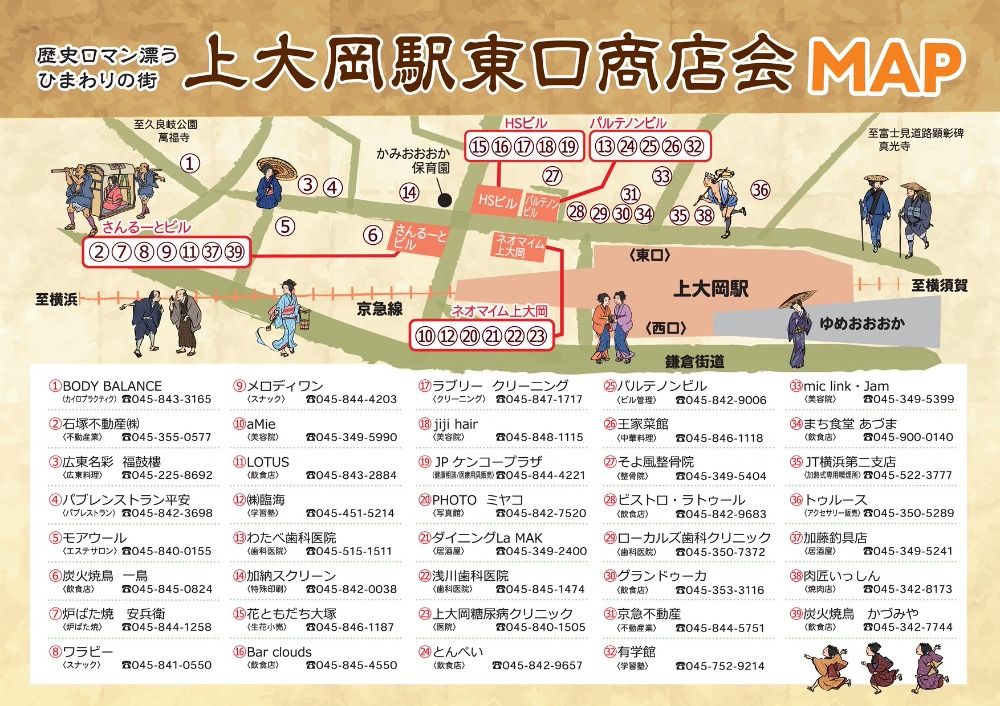 歴史ロマン漂う
ひまわりの街
上大岡駅東口商店会MAP
至久良岐公園
萬福寺
①
③ ④
⑤
かみおおおか
保育園
⑭
⑥
HSビル
⑮⑯⑰⑱⑲
パルテノンビル
⑬㉔㉕㉖㉜
㉗
㉝
㉛
㉘ ㉙ ㉚ ㉞
㉟ ㊳
㊱
至富士見道路顕彰碑
真光寺
さんるーとビル
②⑦⑧⑨⑪㊲㊴
さんるーと
ビル
HSビル
パルテノン
ビル
ネオマイム
上大岡
〈東口〉
上大岡駅
〈西口〉
ゆめおおおか
至横浜
京急線
至横須賀
ネオマイム上大岡
⑩⑫⑳㉑㉒㉓
鎌倉街道
①BODY BALANCE
〈カイロプラクティク〉 ☎045-843-3165
②石塚不動産㈱
〈不動産業〉 ☎045-355-0577
③広東名彩 福鼓樓
〈広東料理〉 ☎045-225-8692
④パブレンストラン平安
〈パブレストラン〉 ☎045-842-3698
⑤モアウール
〈エステサロン〉 ☎045-840-0155
⑥炭火焼鳥 一鳥
〈飲食店〉 ☎045-845-0824
⑦炉ばた焼 安兵衛
〈炉ばた焼〉 ☎045-844-1258
⑧ワラビー
〈スナック〉 ☎045-841-0550
⑨メロディワン
〈スナック〉 ☎045-844-4203
⑩aMie
〈美容院〉 ☎045-349-5990
⑪LOTUS
〈飲食店〉 ☎045-843-2884
⑫㈱臨海
〈学習塾〉 ☎045-451-5214
⑬わたべ歯科医院
〈歯科医院〉 ☎045-515-1511
⑭加納スクリーン
〈特殊印刷〉 ☎045-842-0038
⑮花ともだち大塚
〈生花小売〉 ☎045-846-1187
⑯Bar clouds
〈飲食店〉 ☎045-845-4550
⑰ラブリー クリーニング
〈クリーニング〉 ☎045-847-1717
⑱jiji hair
〈美容院〉 ☎045-848-1115
⑲JP ケンコープラザ
〈健康相談/医療用具販売〉 ☎045-844-4221
⑳PHOTO ミヤコ
〈写真館〉 ☎045-842-7520
㉑ダイニングLa MAK
〈居酒屋〉 ☎045-349-2400
㉒浅川歯科医院
〈歯科医院〉 ☎045-845-1474
㉓上大岡糖尿病クリニック
〈医院〉 ☎045-840-1505
㉔とんぺい
〈飲食店〉 ☎045-842-9657
㉕パルテノンビル
〈ビル管理〉 ☎045-842-9006
㉖王家菜館
〈中華料理〉 ☎045-846-1118
㉗そよ風整骨院
〈整骨院〉 ☎045-349-5404
㉘ビストロ・ラトゥール
〈飲食店〉 ☎045-842-9683
㉙ローカルズ歯科クリニック
〈歯科医院〉 ☎045-350-7372
㉚グランドゥーカ
〈飲食店〉 ☎045-353-3116
㉛京急不動産
〈不動産業〉 ☎045-844-5751
㉜有学館
〈学習塾〉 ☎045-752-9214
㉝mic link・Jam
〈美容院〉 ☎045-349-5399
㉞まち食堂 あづま
〈飲食店〉 ☎045-900-0140
㉟JT横浜第二支店
〈加熱式専用喫煙所〉 ☎045-522-3777
㊱トゥルース
〈アクセサリー販売〉 ☎045-350-5289
㊲加藤釣具店
〈居酒屋〉 ☎045-349-5241
㊳肉匠いっしん
〈焼肉店〉 ☎045-342-8173
㊴炭火焼鳥 かづみや
〈飲食店〉 ☎045-342-7744